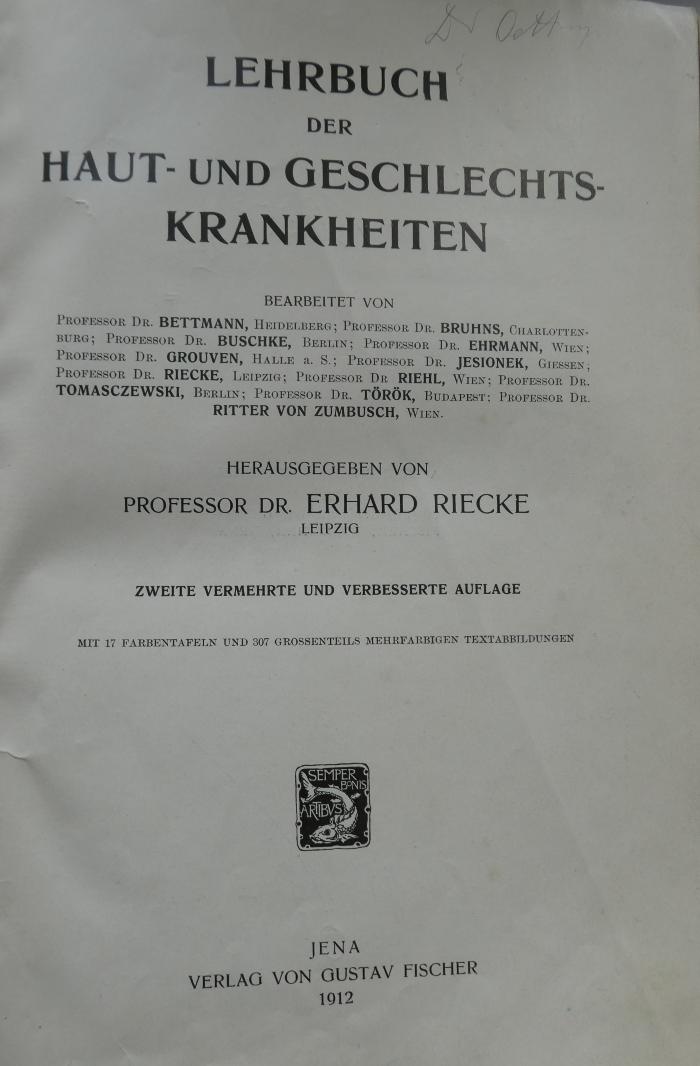 Dr
LEHRBUCH
DER
HAUT- UND GESCHLECHTS-
KRANKHEITEN
BEARBEITET VON
PROFESSOR DR. BETTMANN, HEIDELBERG; PROFESSOR DR. BRUHNS, CHARLOTTEN-
BURG; PROFESSOR DR. BUSCHKE, BERLIN; PROFESSOR DR. EHRMANN, WIEN;
PROFESSOR DR. GROUVEN, HALLE A. S.; PROFESSOR DR. JESIONEK, GIESSEN;
PROFESSOR DR. RIECKE, LEIPZIG; PROFESSOR DR RIEHL, WIEN; PROFESSOR DR.
TOMASCZEWSKI, BERLIN; PROFESSOR DR. TÖRÖK, BUDAPEST; PROFESSOR DR.
RITTER VON ZUMBUSCH, WIEN.
HERAUSGEGEBEN VON
PROFESSOR DR. ERHARD RIECKE
LEIPZIG
ZWEITE VERMEHRTE UND VERBESSERTE AUFLAGE
MIT 17 FARBENTAFELN UND 307 GROSSENTEILS MEHRFARBIGEN TEXTABBILDUNGEN
SEMPER
BONIS
ARTIBVS
JENA
VERLAG VON GUSTAV FISCHER
1912